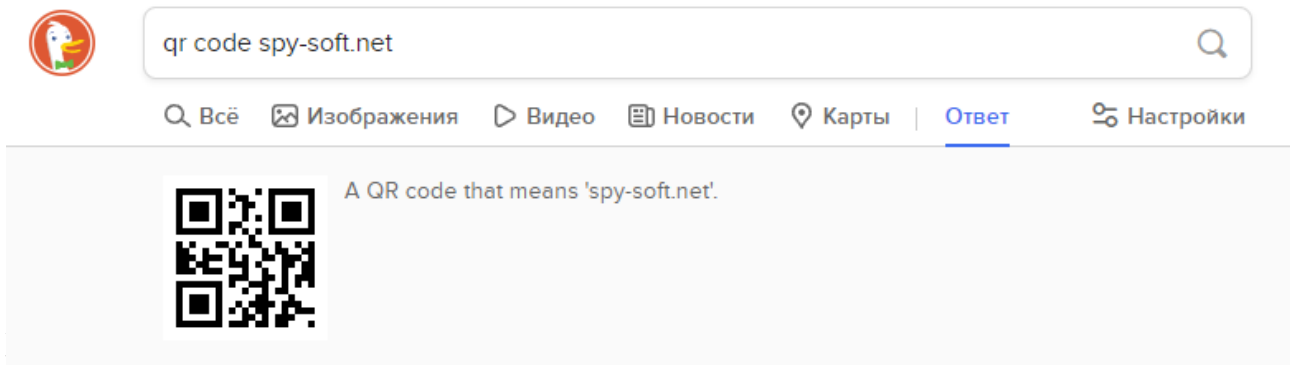 qr code spy-soft.net
Всё Изображения Видео Новости Карты | Ответ Настройки
A QR code that means 'spy-soft.net'.